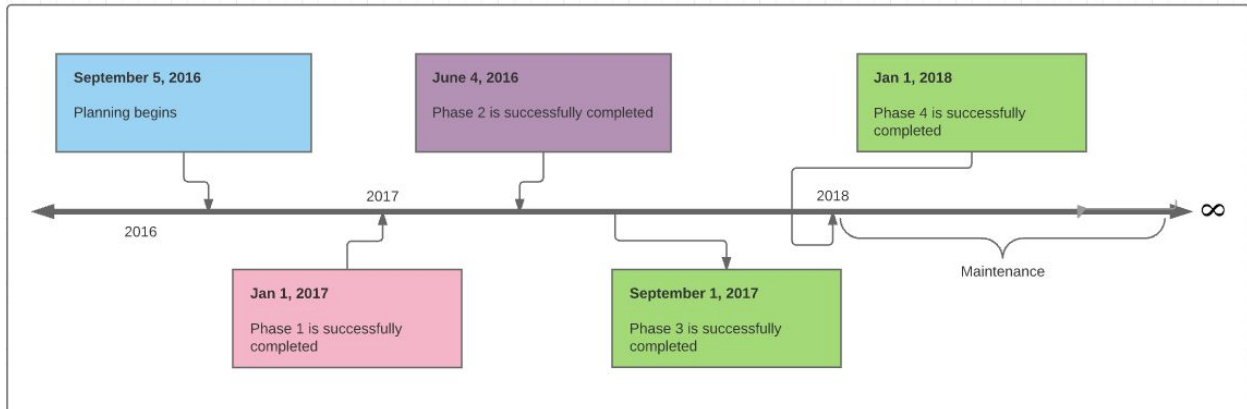 September 5, 2016
Planning begins
June 4, 2016
Phase 2 is successfully completed
Jan 1, 2018
Phase 4 is successfully
completed
2017
2018
∞
2016
Maintenance
Jan 1, 2017
Phase 1 is successfully
completed
September 1, 2017
Phase 3 is successfully
completed